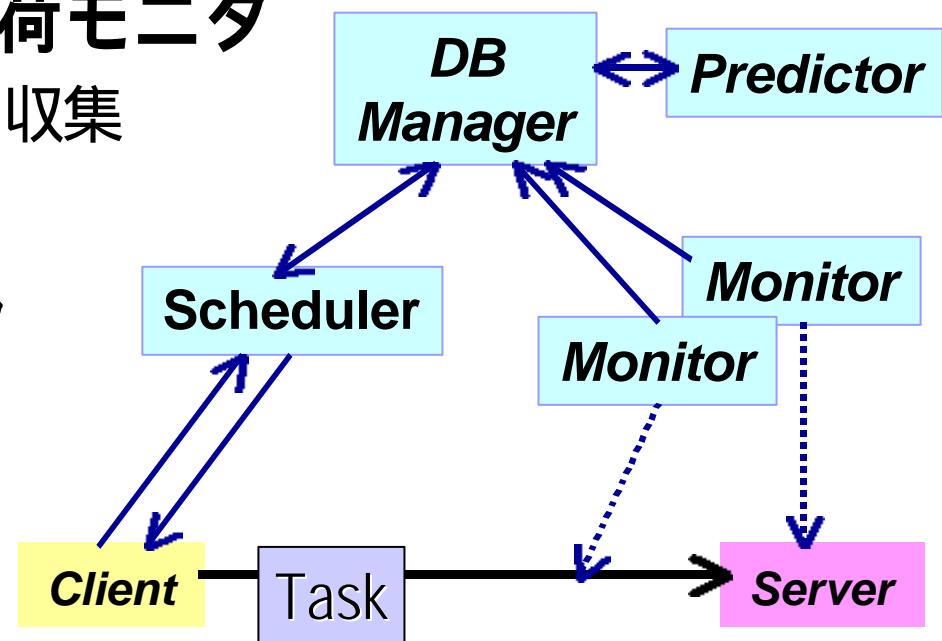 荷モニタ
収集
DB
Manager
Predictor
Scheduler
Monitor
Monitor
Client
Task
Server